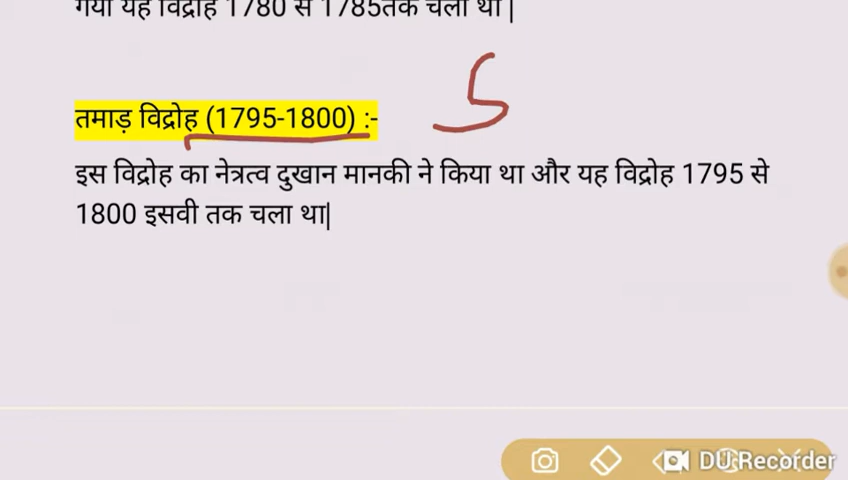 गया यह विद्रोह 1780 से 1785तक चला था|
5
तमाड़ विद्रोह (1795-1800) :-
इस विद्रोह का नेत्रत्व दुखान मानकी ने किया था और यह विद्रोह 1795 से
1800 इसवी तक चला था|
DU Recorder